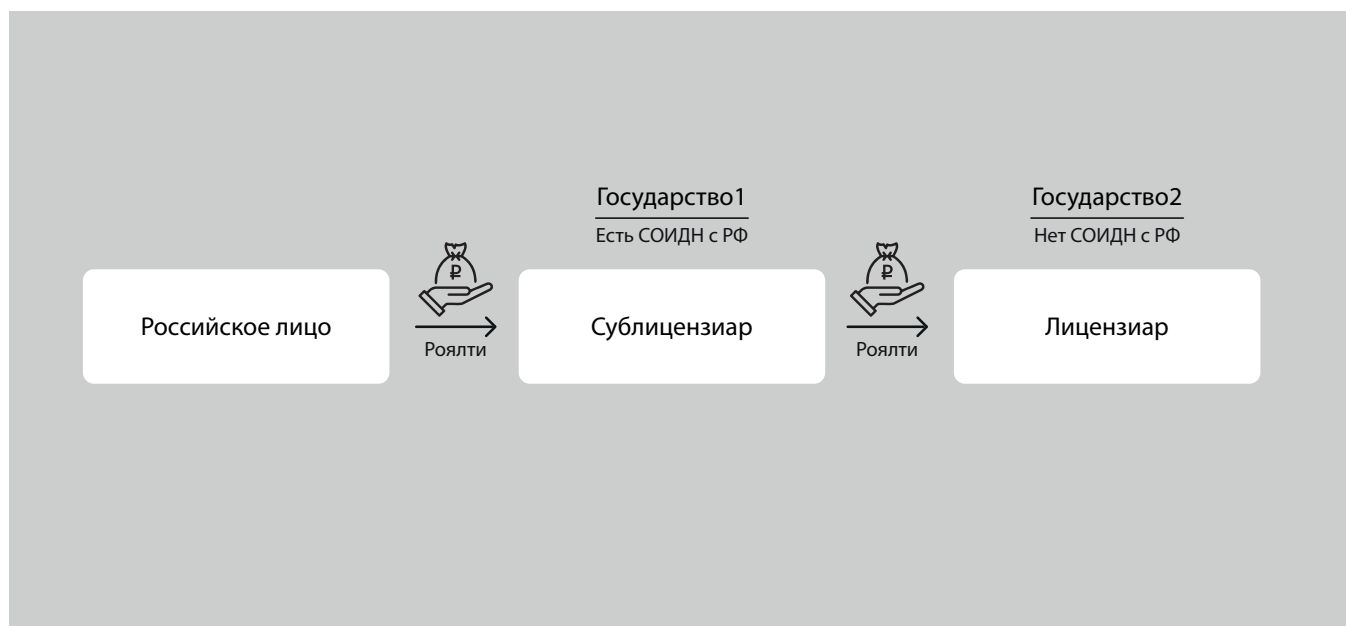 Государство1
Есть СОИДН с РФ
Государство2
Нет СОИДН с РФ
Российское лицо
₽
Роялти
Сублицензиар
₽
Роялти
Лицензиар